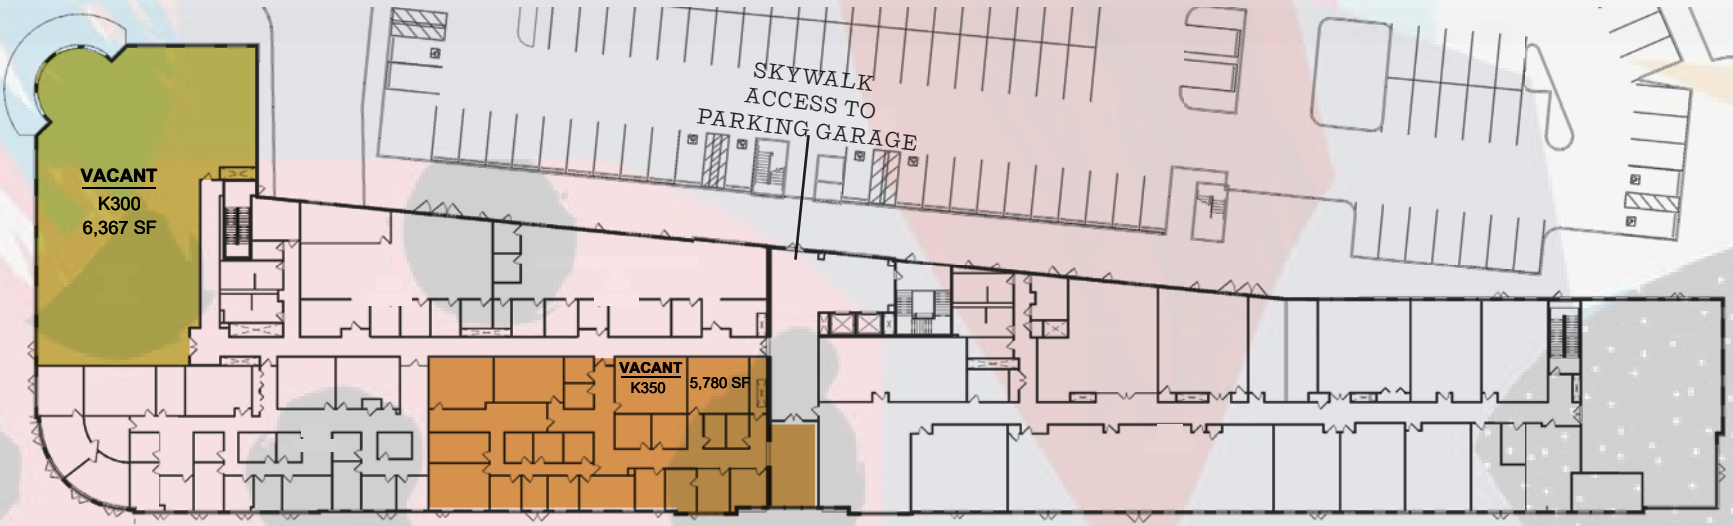 SKYWALK
ACCESS TO
PARKING GARAGE
VACANT
K300
6,367 SF
VACANT
K350
5,780 SF